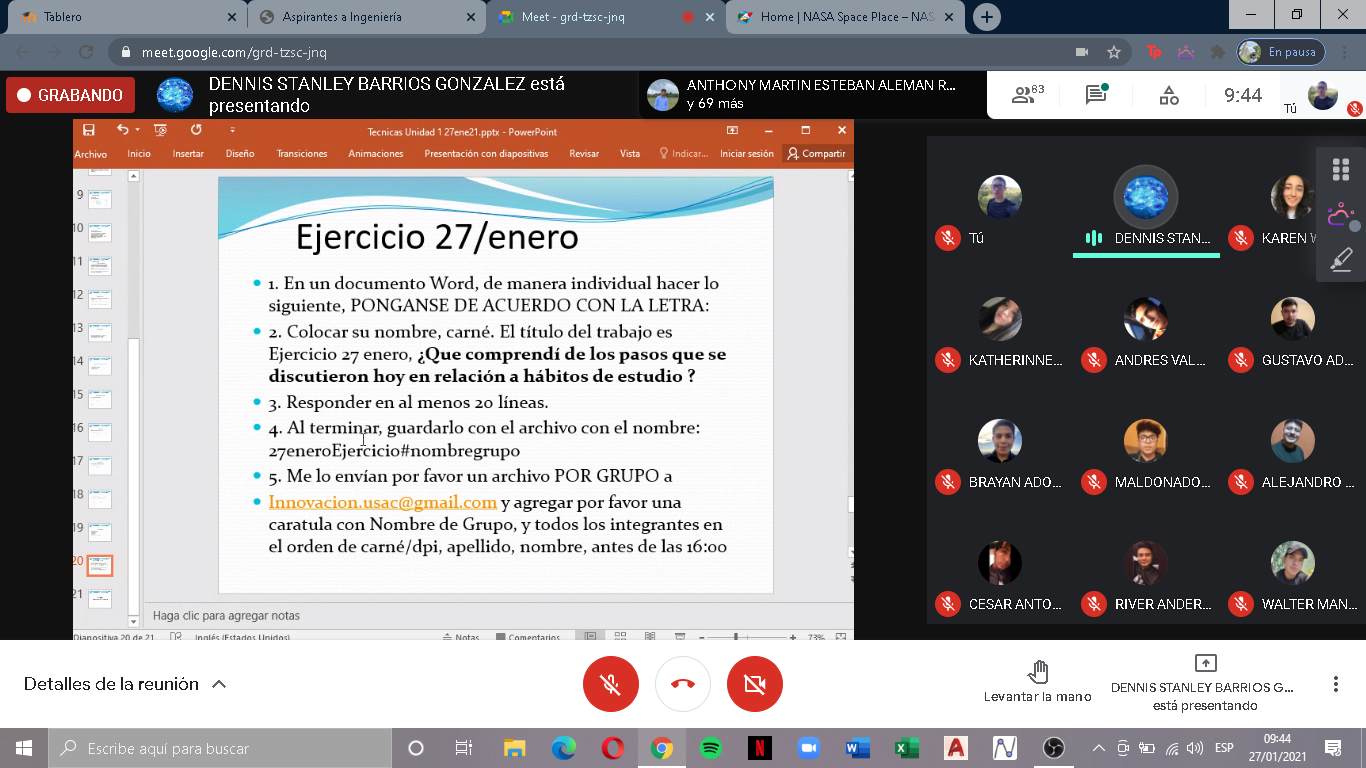 Tablero
Aspirantes a Ingeniería
Meet - grd-tzsc-jnq
Home | NASA Space Place – NAS
meet.google.com/grd-tzsc-jnq
En pausa
GRABANDO
DENNIS STANLEY BARRIOS GONZALEZ está
presentando
ANTHONY MARTIN ESTEBAN ALEMAN R...
y 69 más
63
9:44
Tú
Tecnicas Unidad 1 27ene21.pptx - PowerPoint
Archivo Inicio Insertar Diseño Transiciones Animaciones Presentación con diapositivas Revisar Vista Indicar... Iniciar sesión Compartir
9
10
11
12
13
14
15
16
17
18
19
20
21
Ejercicio 27/enero
• 1. En un documento Word, de manera individual hacer lo
siguiente, PONGANSE DE ACUERDO CON LA LETRA:
• 2. Colocar su nombre, carné. El título del trabajo es
Ejercicio 27 enero, ¿Que comprendí de los pasos que se
discutieron hoy en relación a hábitos de estudio ?
• 3. Responder en al menos 20 líneas.
• 4. Al terminar, guardarlo con el archivo con el nombre:
27eneroEjercicio#nombregrupo
• 5. Me lo envían por favor un archivo POR GRUPO a
• Innovacion.usac@gmail.com y agregar por favor una
caratula con Nombre de Grupo, y todos los integrantes en
el orden de carné/dpi, apellido, nombre, antes de las 16:00
Haga clic para agregar notas
Diapositiva 20 de 21 Inglés (Estados Unidos) Notas Comentarios 73%
Tú
DENNIS STAN...
KAREN
KATHERINNE...
ANDRES VAL...
GUSTAVO AD...
BRAYAN ADO...
MALDONADO...
ALEJANDRO ...
CESAR ANTO...
RIVER ANDER...
WALTER MAN...
Detalles de la reunión
Levantar la mano
DENNIS STANLEY BARRIOS G...
está presentando
Escribe aquí para buscar
ESP
09:44
27/01/2021